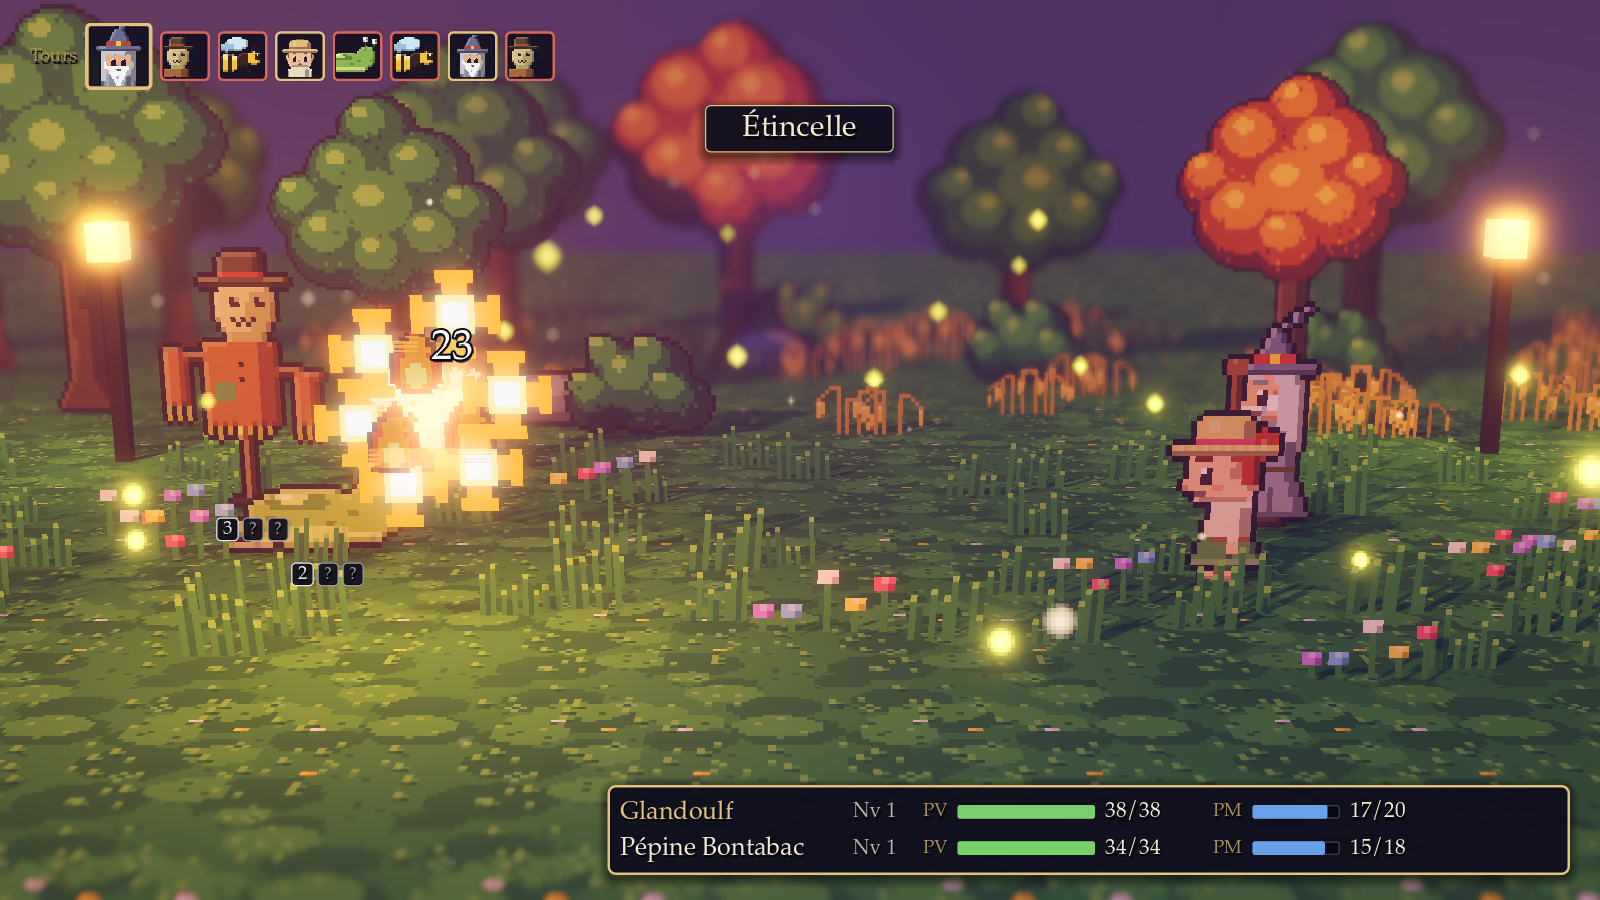 Tours
Étincelle
23
3 ? ?
2 ? ?
Glandoulf Nv 1 PV 38/38 PM 17/20
Pépine Bontabac Nv 1 PV 34/34 PM 15/18